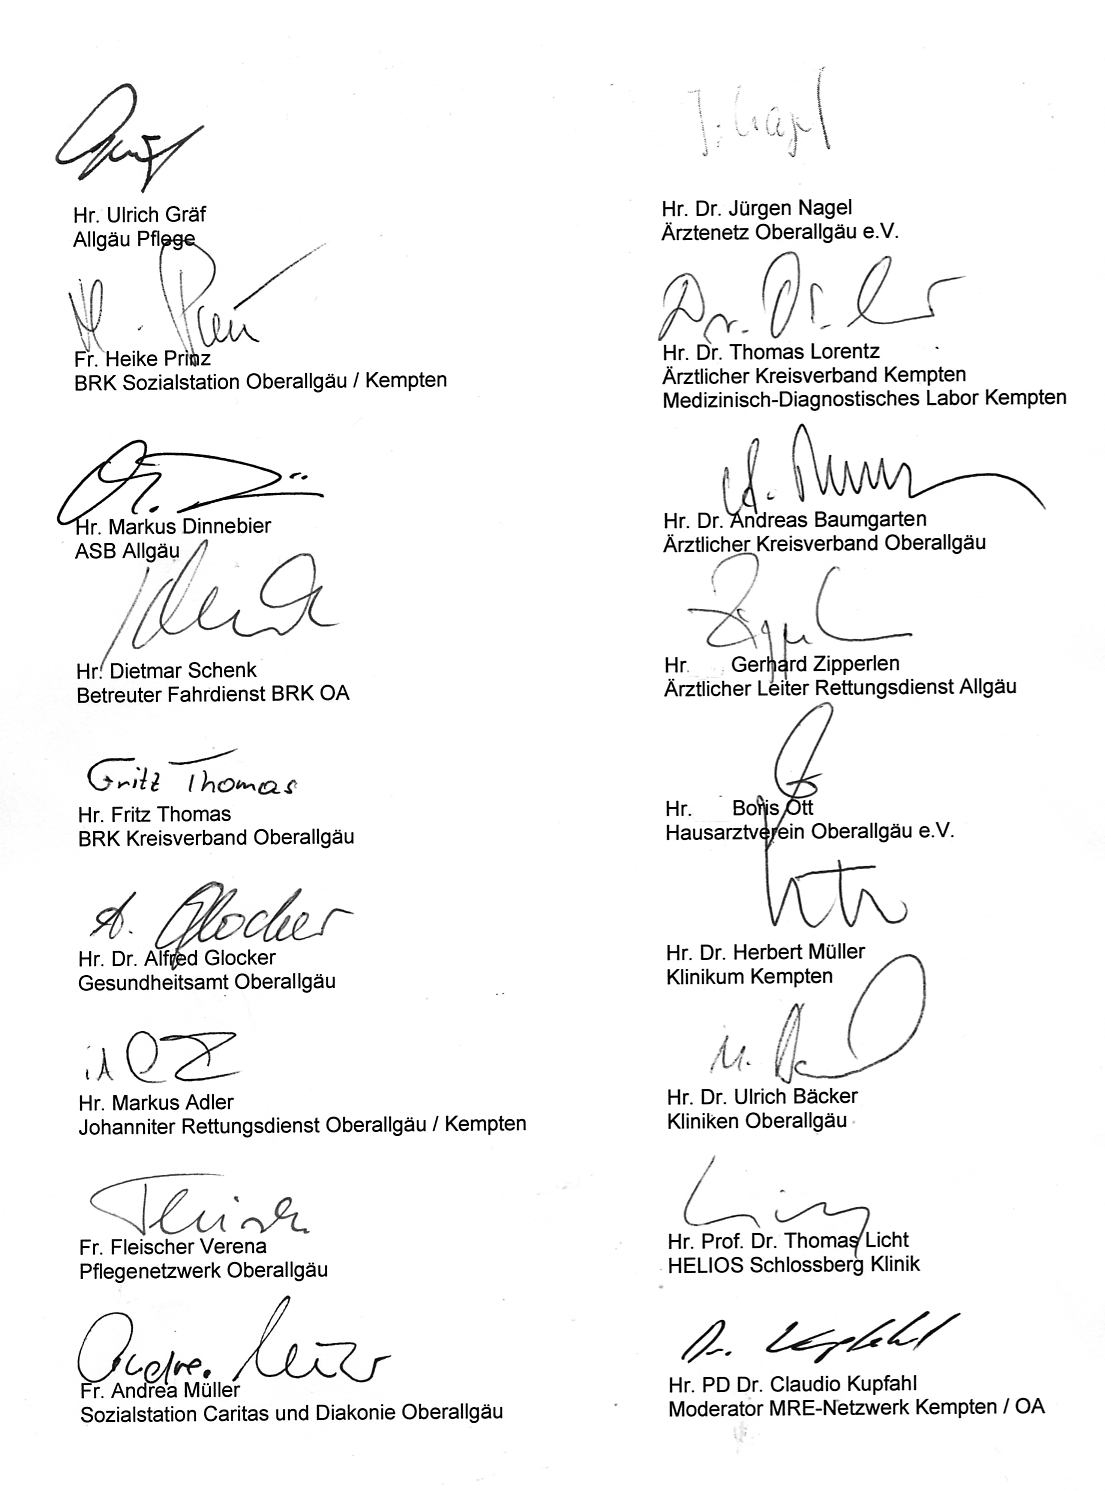 Hr. Ulrich Gräf
Allgäu Pflege
Fr. Heike Prinz
BRK Sozialstation Oberallgäu / Kempten
Hr. Markus Dinnebier
ASB Allgäu
Hr. Dietmar Schenk
Betreuter Fahrdienst BRK OA
Fritz Thomas
Hr. Fritz Thomas
BRK Kreisverband Oberallgäu
A. Glocker
Hr. Dr. Alfred Glocker
Gesundheitsamt Oberallgäu
Hr. Markus Adler
Johanniter Rettungsdienst Oberallgäu / Kempten
Fr. Fleischer Verena
Pflegenetzwerk Oberallgäu
Fr. Andrea Müller
Sozialstation Caritas und Diakonie Oberallgäu
J. Nagel
Hr. Dr. Jürgen Nagel
Ärztenetz Oberallgäu e.V.
Dr.
Hr. Dr. Thomas Lorentz
Ärztlicher Kreisverband Kempten
Medizinisch-Diagnostisches Labor Kempten
Hr. Dr. Andreas Baumgarten
Ärztlicher Kreisverband Oberallgäu
Hr. Gerhard Zipperlen
Ärztlicher Leiter Rettungsdienst Allgäu
Hr. Boris Ott
Hausarztverein Oberallgäu e.V.
Hr. Dr. Herbert Müller
Klinikum Kempten
Hr. Dr. Ulrich Bäcker
Kliniken Oberallgäu
Hr. Prof. Dr. Thomas Licht
HELIOS Schlossberg Klinik
Dr. Kupfahl
Hr. PD Dr. Claudio Kupfahl
Moderator MRE-Netzwerk Kempten / OA